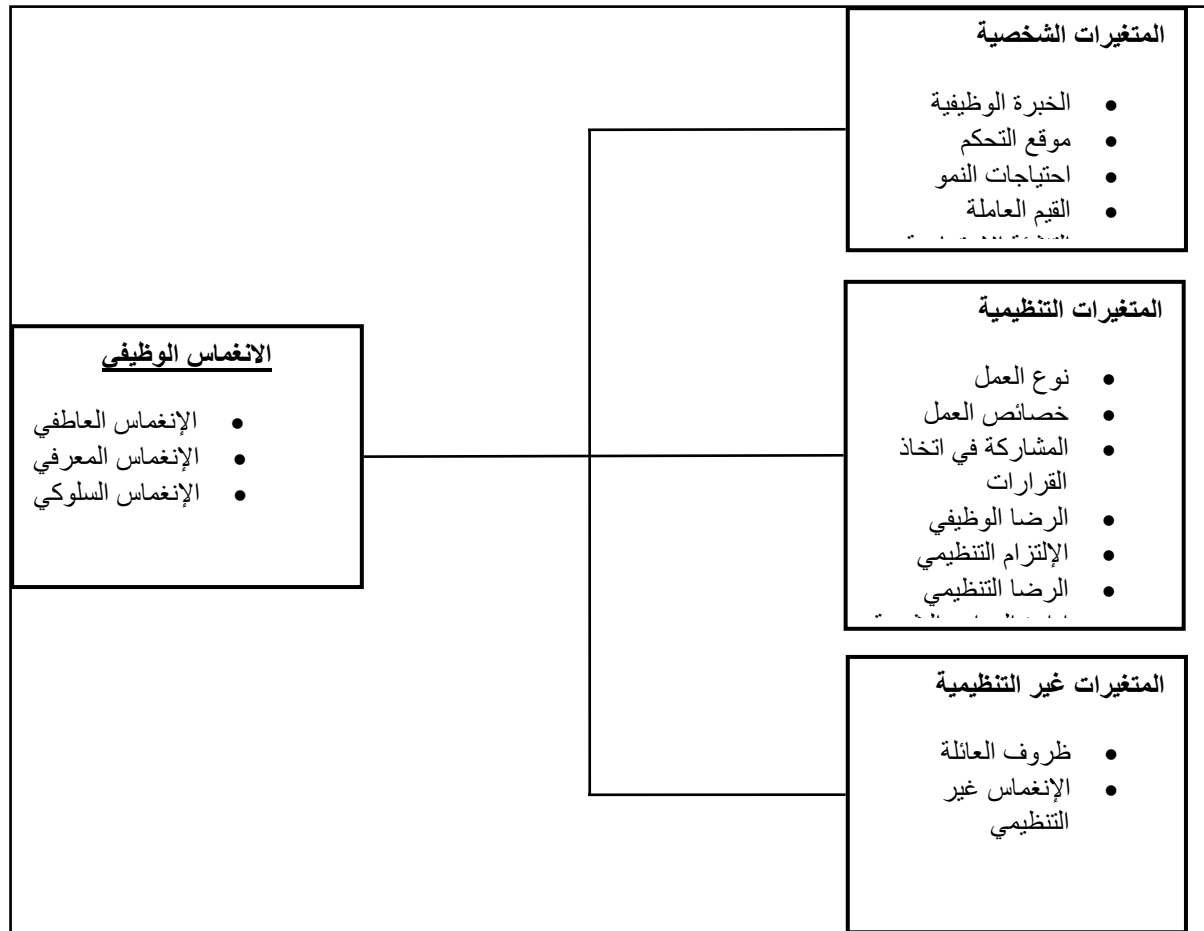 المتغيرات الشخصية
• الخبرة الوظيفية
• موقع التحكم
• احتياجات النمو
• القيم العاملة
المتغيرات التنظيمية
• نوع العمل
• خصائص العمل
• المشاركة في اتخاذ
القرارات
• الرضا الوظيفي
• الإلتزام التنظيمي
• الرضا التنظيمي
المتغيرات غير التنظيمية
• ظروف العائلة
• الإنغماس غير
التنظيمي
الانغماس الوظيفي
• الإنغماس العاطفي
• الإنغماس المعرفي
• الإنغماس السلوكي